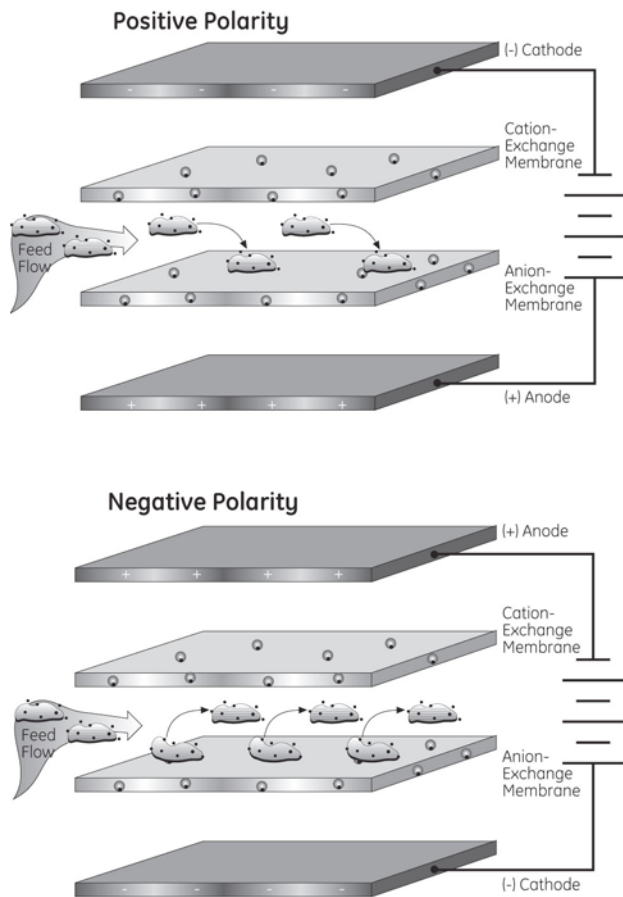 Positive Polarity
(-) Cathode
- - - -
Cation-
Exchange
Membrane
Feed
Flow
Anion-
Exchange
Membrane
+ + + +
(+) Anode
Negative Polarity
(+) Anode
+ + + +
Cation-
Exchange
Membrane
Feed
Flow
Anion-
Exchange
Membrane
(-) Cathode
- - - -